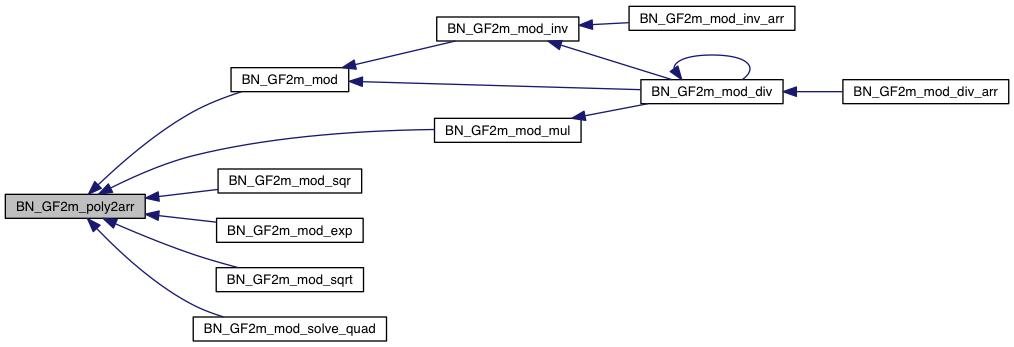 BN_GF2m_mod_inv_arr
BN_GF2m_mod_inv
BN_GF2m_mod
BN_GF2m_mod_div
BN_GF2m_mod_div_arr
BN_GF2m_mod_mul
BN_GF2m_mod_sqr
BN_GF2m_poly2arr
BN_GF2m_mod_exp
BN_GF2m_mod_sqrt
BN_GF2m_mod_solve_quad